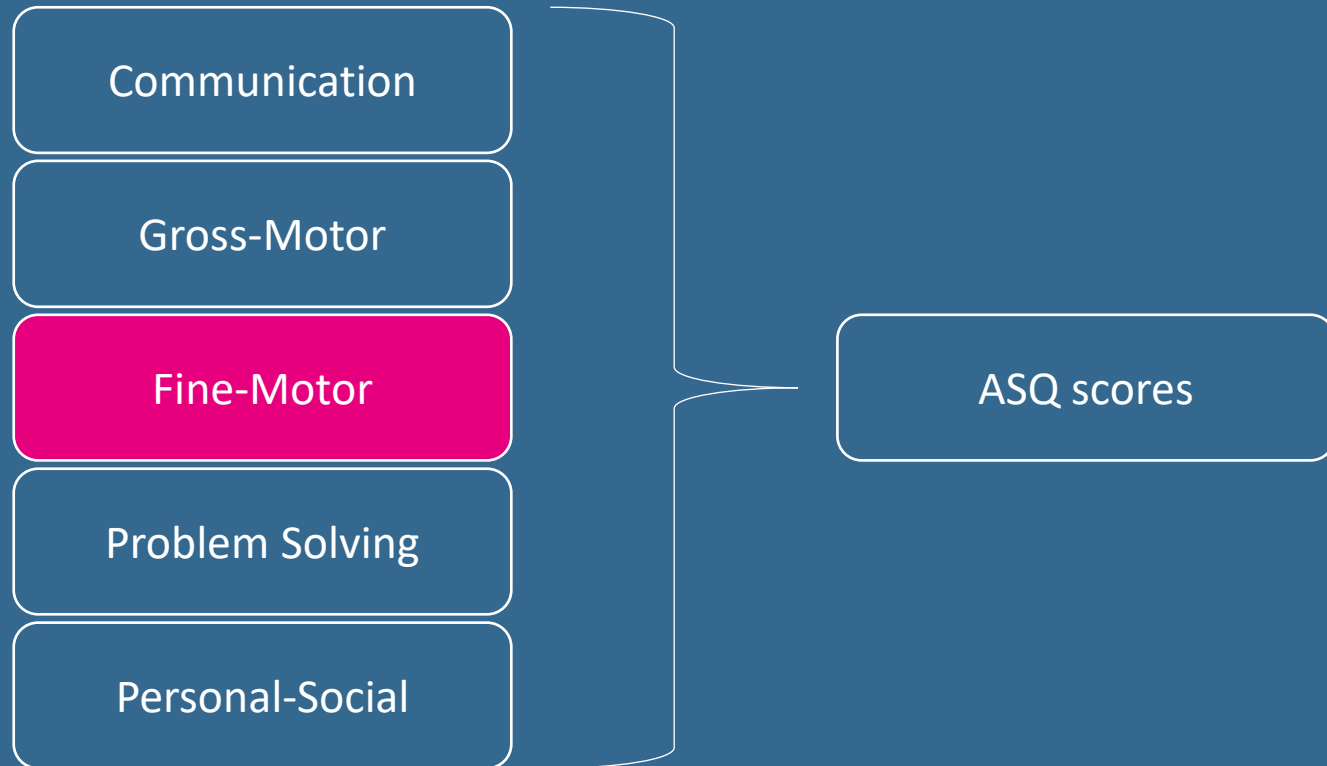 Communication
Gross-Motor
Fine-Motor
Problem Solving
Personal-Social
ASQ scores